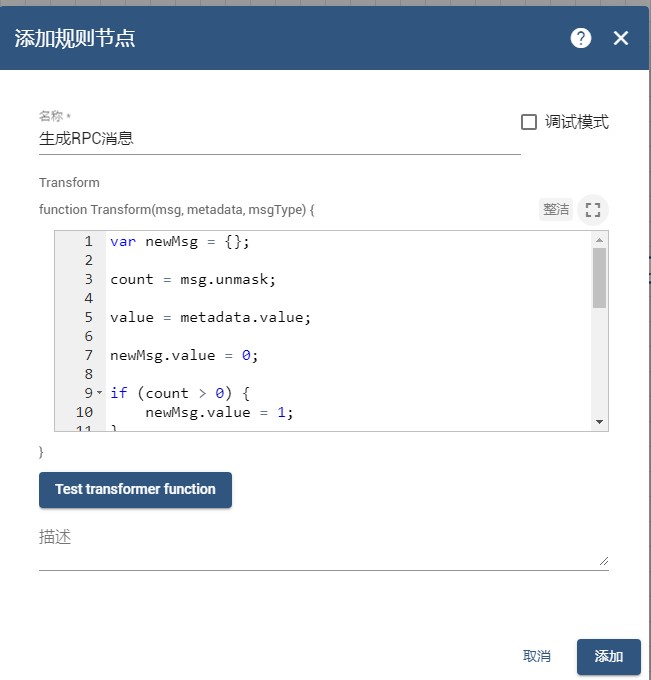 添加规则节点
?
名称 *
生成RPC消息
调试模式
Transform
function Transform(msg, metadata, msgType) {
整洁
1 var newMsg = {};
2
3 count = msg.unmask;
4
5 value = metadata.value;
6
7 newMsg.value = 0;
8
9 if (count > 0) {
10 newMsg.value = 1;
11 }
}
Test transformer function
描述
取消
添加